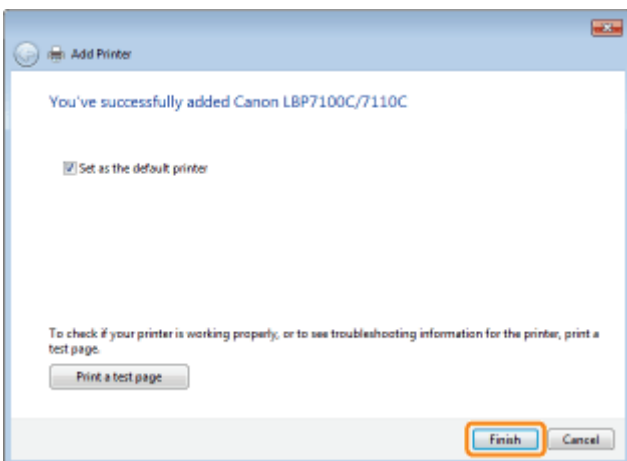 Add Printer
You've successfully added Canon LBP7100C/7110C
Set as the default printer
To check if your printer is working properly, or to see troubleshooting information for the printer, print a
test page.
Print a test page
Finish Cancel